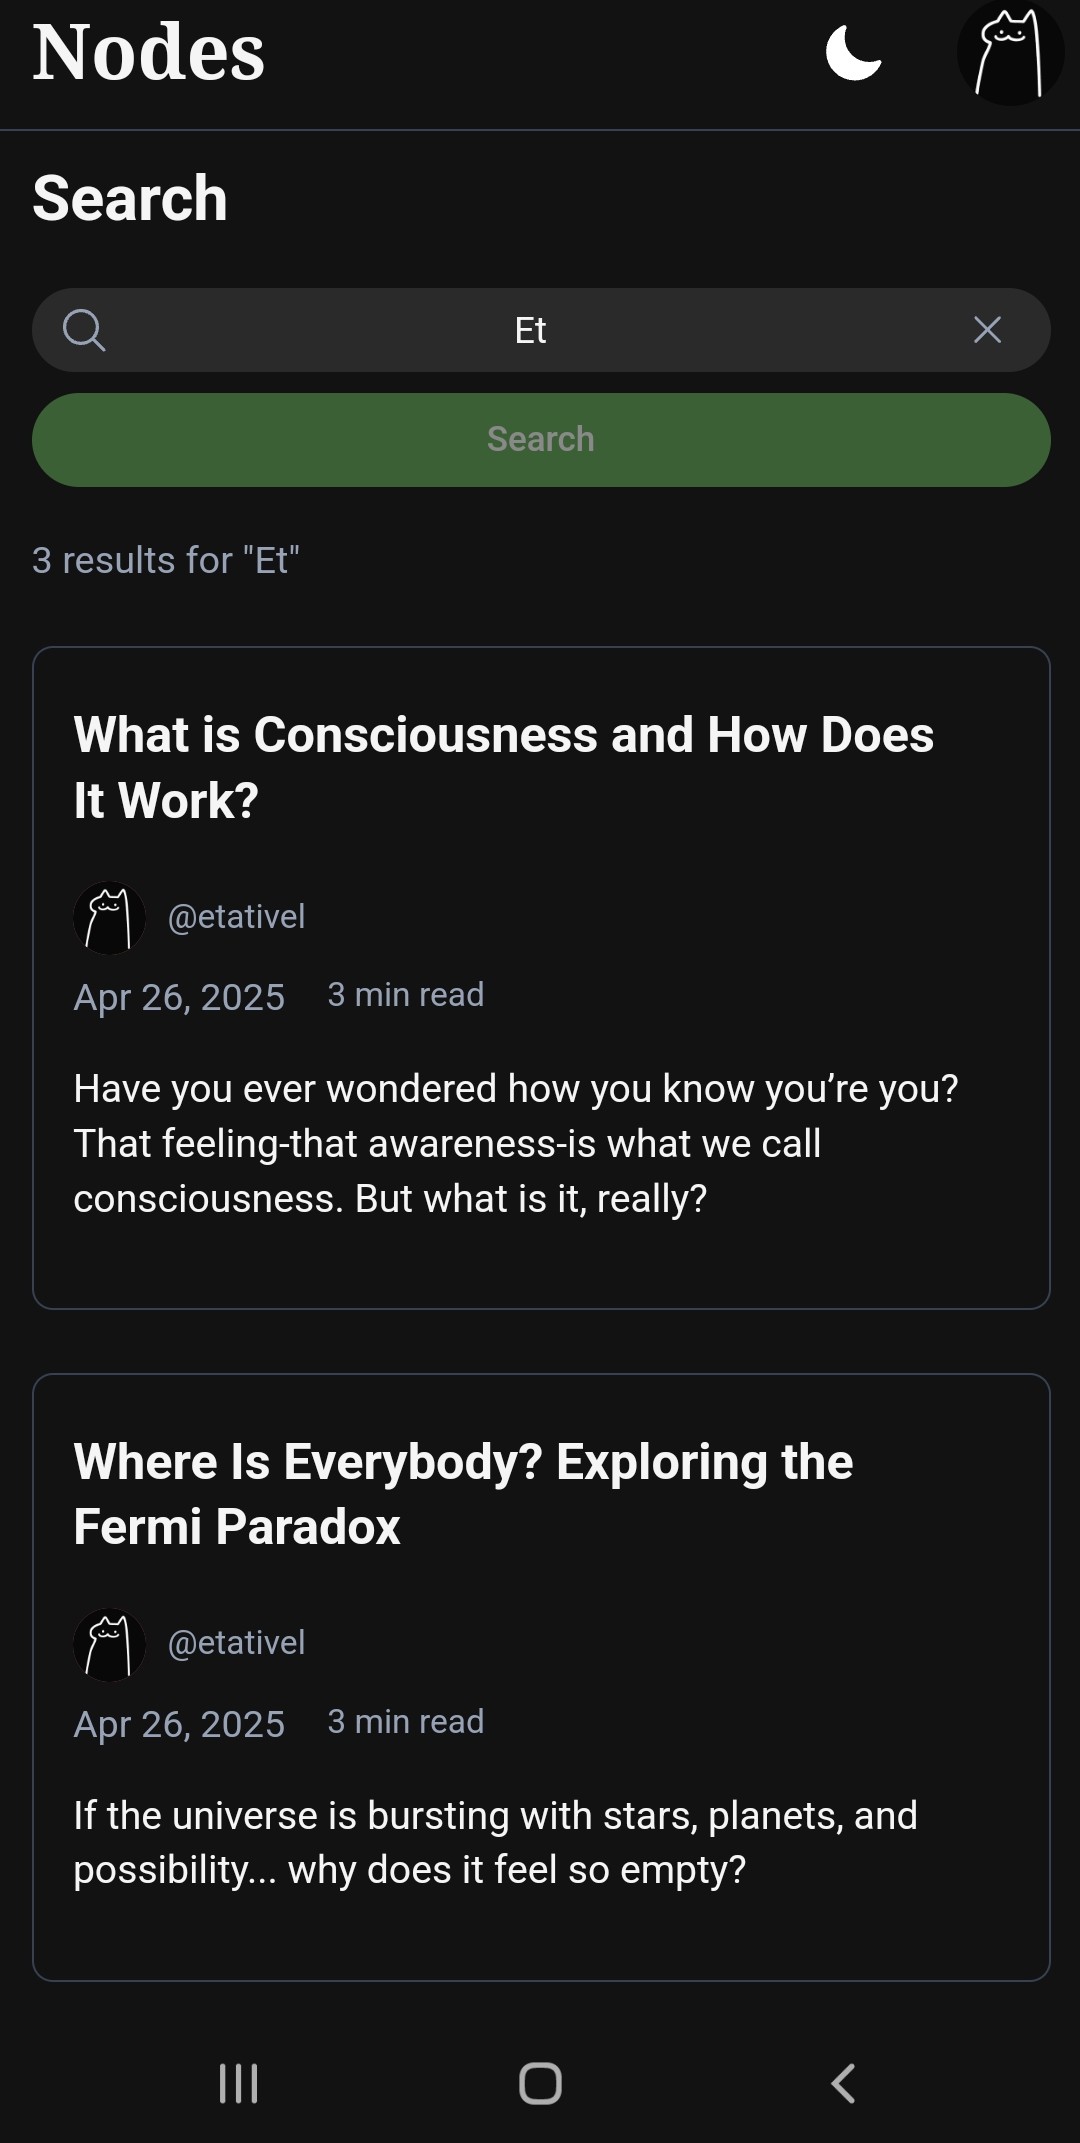 Nodes
Search
Et
Search
3 results for "Et"
What is Consciousness and How Does
It Work?
@etativel
Apr 26, 2025 3 min read
Have you ever wondered how you know you’re you?
That feeling-that awareness-is what we call
consciousness. But what is it, really?
Where Is Everybody? Exploring the
Fermi Paradox
@etativel
Apr 26, 2025 3 min read
If the universe is bursting with stars, planets, and
possibility... why does it feel so empty?